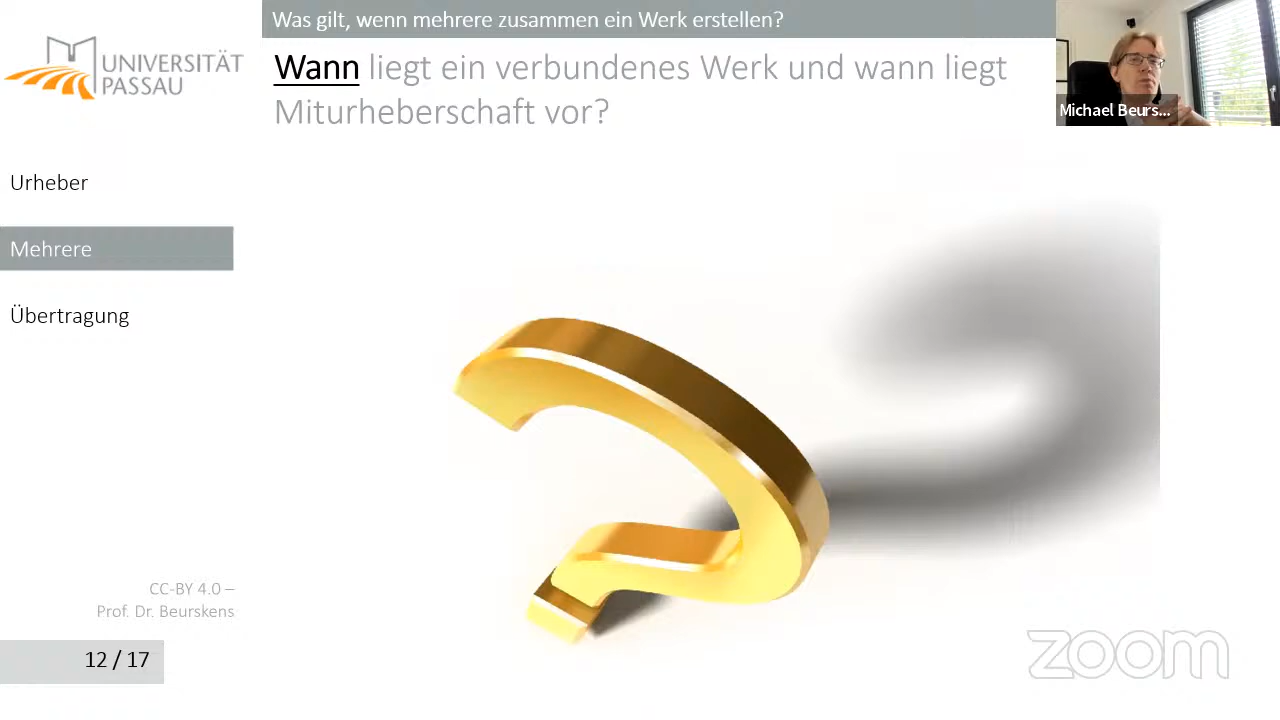 Was gilt, wenn mehrere zusammen ein Werk erstellen?
UNIVERSITÄT
PASSAU
Wann liegt ein verbundenes Werk und wann liegt
Miturheberschaft vor?
Michael Beurs...
Urheber
Mehrere
Übertragung
CC-BY 4.0 –
Prof. Dr. Beurskens
12 / 17
zoom